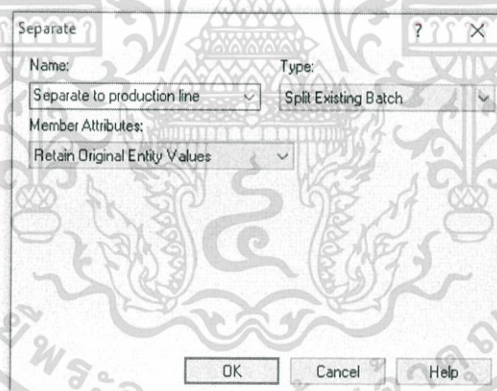 Separate ? X
Name: Type:
Separate to production line Split Existing Batch
Member Attributes:
Retain Original Entity Values
OK Cancel Help